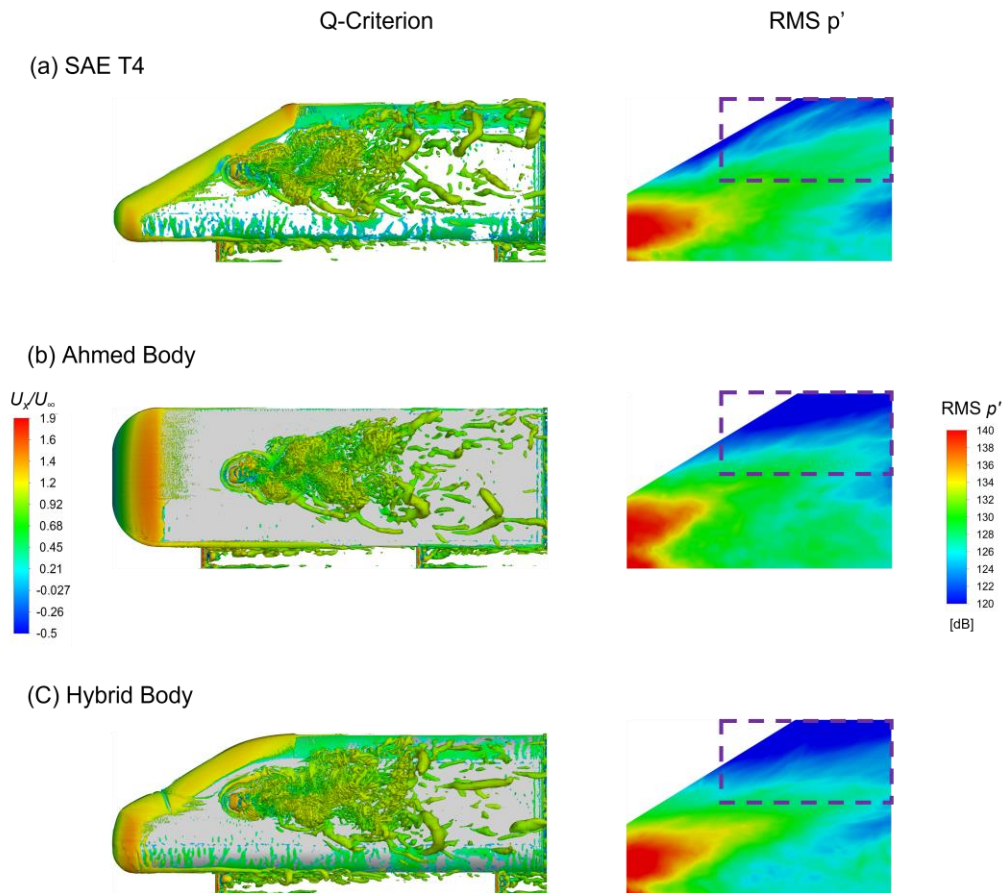 Q-Criterion
RMS p'
(a) SAE T4
(b) Ahmed Body
Uₓ/U∞
1.9
1.6
1.4
1.2
0.92
0.68
0.45
0.21
-0.027
-0.26
-0.5
RMS p'
140
138
136
134
132
130
128
126
124
122
120
[dB]
(C) Hybrid Body